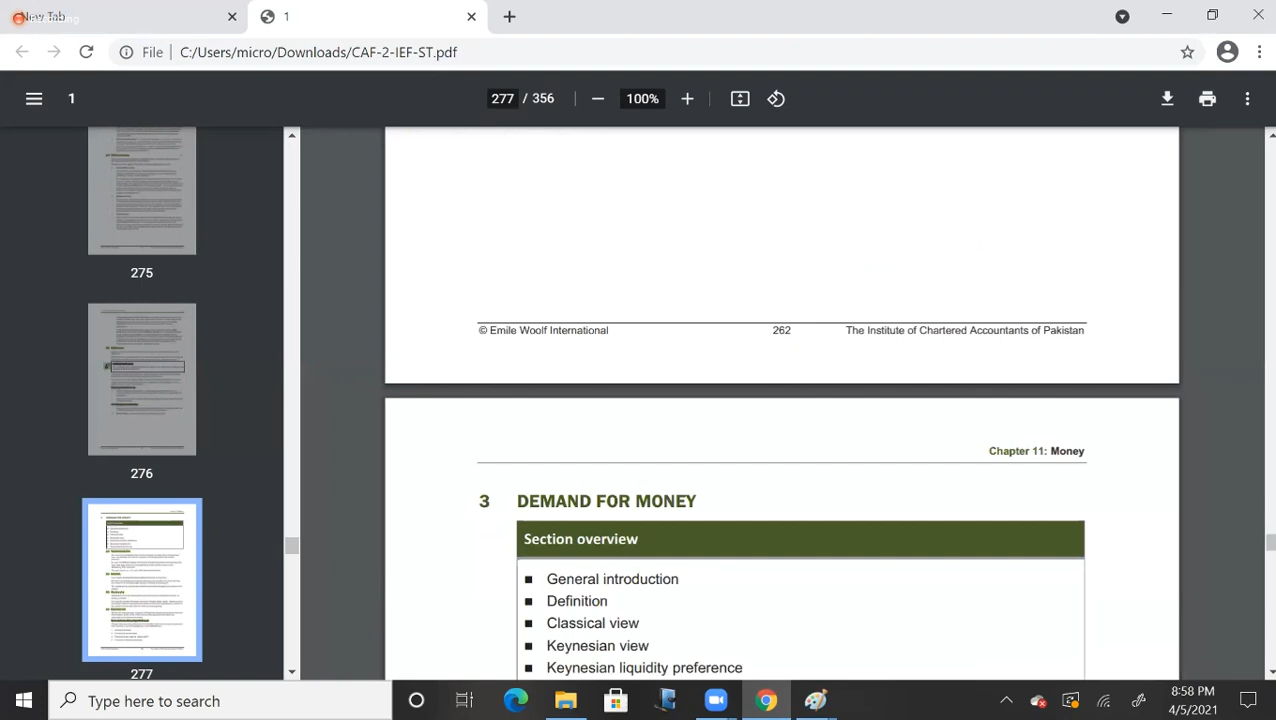 New Tab
1
File
C:/Users/micro/Downloads/CAF-2-IEF-ST.pdf
1
277 / 356
100%
275
276
277
© Emile Woolf International
262
The Institute of Chartered Accountants of Pakistan
Chapter 11: Money
3 DEMAND FOR MONEY
Section overview
General introduction
Definition
Classical view
Keynesian view
Keynesian liquidity preference
Type here to search
8:58 PM
4/5/2021